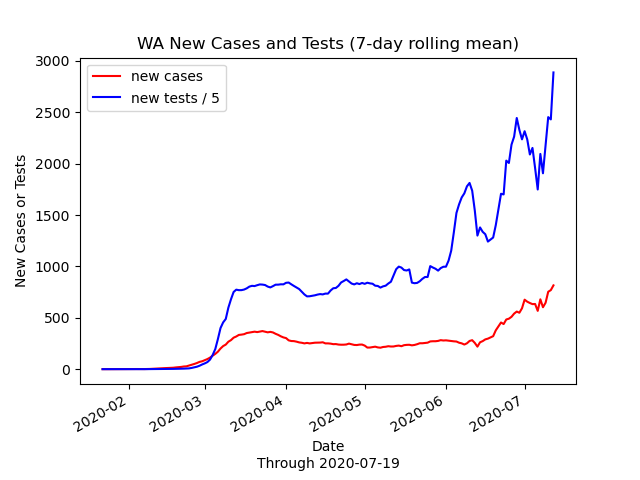 WA New Cases and Tests (7-day rolling mean)
new cases
new tests / 5
3000
2500
2000
1500
1000
500
0
New Cases or Tests
2020-02
2020-03
2020-04
2020-05
2020-06
2020-07
Date
Through 2020-07-19